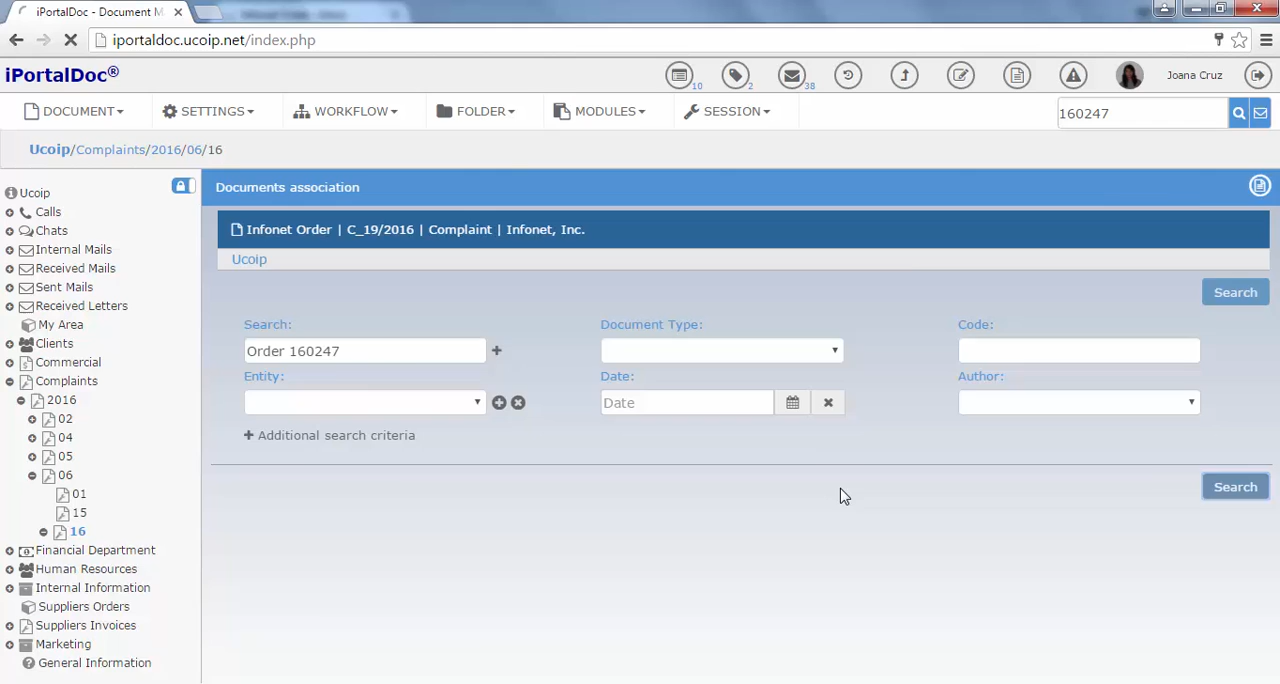 iPortalDoc - Document M
iportaldoc.ucoip.net/index.php
iPortalDoc®
10
2
38
Joana Cruz
DOCUMENT
SETTINGS
WORKFLOW
FOLDER
MODULES
SESSION
160247
Ucoip/Complaints/2016/06/16
Ucoip
Calls
Chats
Internal Mails
Received Mails
Sent Mails
Received Letters
My Area
Clients
Commercial
Complaints
2016
02
04
05
06
01
15
16
Financial Department
Human Resources
Internal Information
Suppliers Orders
Suppliers Invoices
Marketing
General Information
Documents association
Infonet Order | C_19/2016 | Complaint | Infonet, Inc.
Ucoip
Search
Search:
Document Type:
Code:
Order 160247
Entity:
Date:
Author:
Date
Additional search criteria
Search